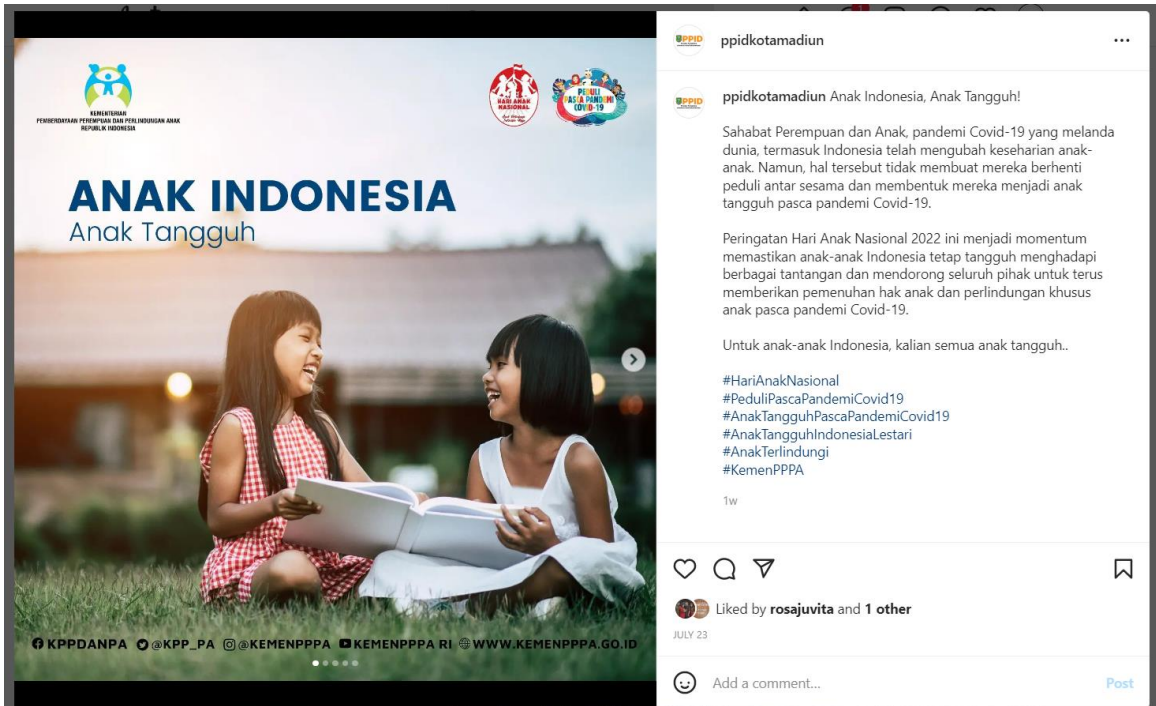 KEMENTERIAN
PEMBERDAYAAN PEREMPUAN DAN PERLINDUNGAN ANAK
REPUBLIK INDONESIA
HARI ANAK
NASIONAL
PEDULI
PASCA PANDEMI
COVID-19
ANAK INDONESIA
Anak Tangguh
KPPDANPA @KPP_PA @KEMENPPPA KEMENPPPA RI WWW.KEMENPPPA.GO.ID
PPID
ppidkotamadiun
PPID
ppidkotamadiun Anak Indonesia, Anak Tangguh!
Sahabat Perempuan dan Anak, pandemi Covid-19 yang melanda
dunia, termasuk Indonesia telah mengubah keseharian anak-
anak. Namun, hal tersebut tidak membuat mereka berhenti
peduli antar sesama dan membentuk mereka menjadi anak
tangguh pasca pandemi Covid-19.
Peringatan Hari Anak Nasional 2022 ini menjadi momentum
memastikan anak-anak Indonesia tetap tangguh menghadapi
berbagai tantangan dan mendorong seluruh pihak untuk terus
memberikan pemenuhan hak anak dan perlindungan khusus
anak pasca pandemi Covid-19.
Untuk anak-anak Indonesia, kalian semua anak tangguh..
#HariAnakNasional
#PeduliPascaPandemiCovid19
#AnakTangguhPascaPandemiCovid19
#AnakTangguhIndonesiaLestari
#AnakTerlindungi
#KemenPPPA
1w
Liked by rosajuvita and 1 other
JULY 23
Add a comment...
Post